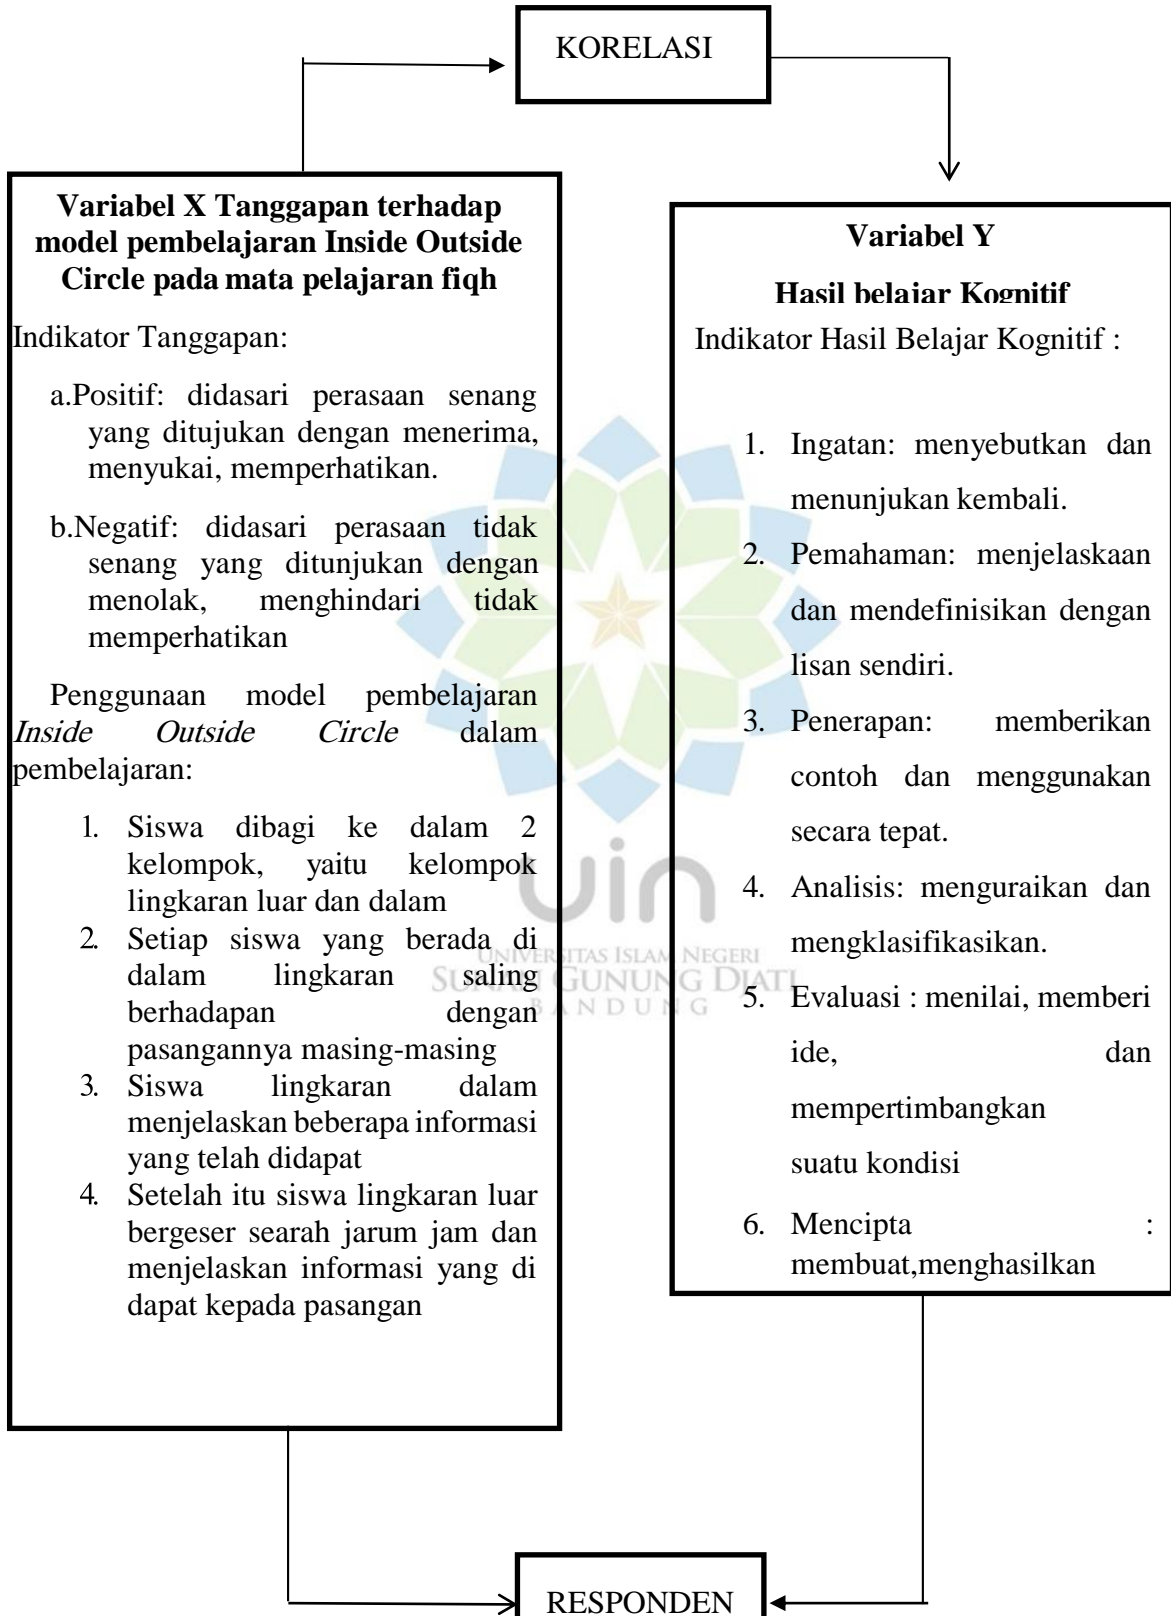 KORELASI
Variabel X Tanggapan terhadap
model pembelajaran Inside Outside
Circle pada mata pelajaran fiqh
Indikator Tanggapan:
a.Positif: didasari perasaan senang
yang ditujukan dengan menerima,
menyukai, memperhatikan.
b.Negatif: didasari perasaan tidak
senang yang ditunjukan dengan
menolak, menghindari tidak
memperhatikan
Penggunaan model pembelajaran
Inside Outside Circle dalam
pembelajaran:
1. Siswa dibagi ke dalam 2
kelompok, yaitu kelompok
lingkaran luar dan dalam
2. Setiap siswa yang berada di
dalam lingkaran saling
berhadapan dengan
pasangannya masing-masing
3. Siswa lingkaran dalam
menjelaskan beberapa informasi
yang telah didapat
4. Setelah itu siswa lingkaran luar
bergeser searah jarum jam dan
menjelaskan informasi yang di
dapat kepada pasangan
Variabel Y
Hasil belajar Kognitif
Indikator Hasil Belajar Kognitif :
1. Ingatan: menyebutkan dan
menunjukan kembali.
2. Pemahaman: menjelaskaan
dan mendefinisikan dengan
lisan sendiri.
3. Penerapan: memberikan
contoh dan menggunakan
secara tepat.
4. Analisis: menguraikan dan
mengklasifikasikan.
5. Evaluasi : menilai, memberi
ide, dan
mempertimbangkan
suatu kondisi
6. Mencipta :
membuat,menghasilkan
uin
UNIVERSITAS ISLAM NEGERI
SUNAN GUNUNG DJATI
BANDUNG
RESPONDEN